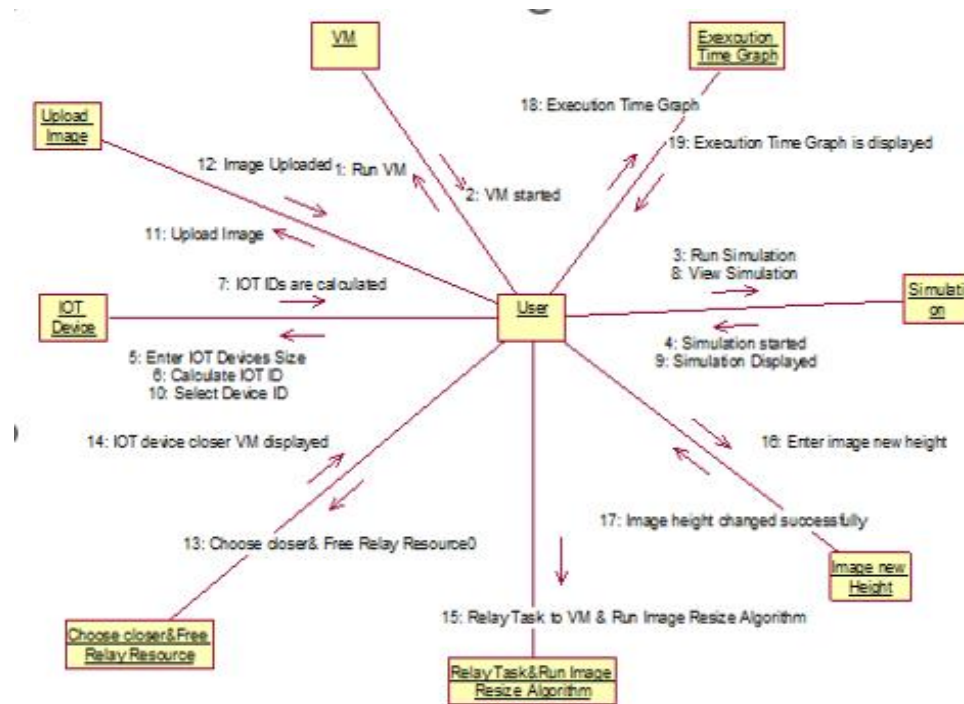 VM
Exexcution
Time Graph
18: Execution Time Graph
Upload
Image
19: Execution Time Graph is displayed
12: Image Uploaded
1: Run VM
2: VM started
11: Upload Image
3: Run Simulation
8: View Simulation
7: IOT IDs are calculated
IOT
Device
User
Simulati
on
5: Enter IOT Devices Size
6: Calculate IOT ID
10: Select Device ID
4: Simulation started
9: Simulation Displayed
14: IOT device closer VM displayed
16: Enter image new height
13: Choose closer& Free Relay Resource0
17: Image height changed successfully
Image new
Height
15: Relay Task to VM & Run Image Resize Algorithm
Choose closer&Free
Relay Resource
Relay Task&Run Image
Resize Algorithm